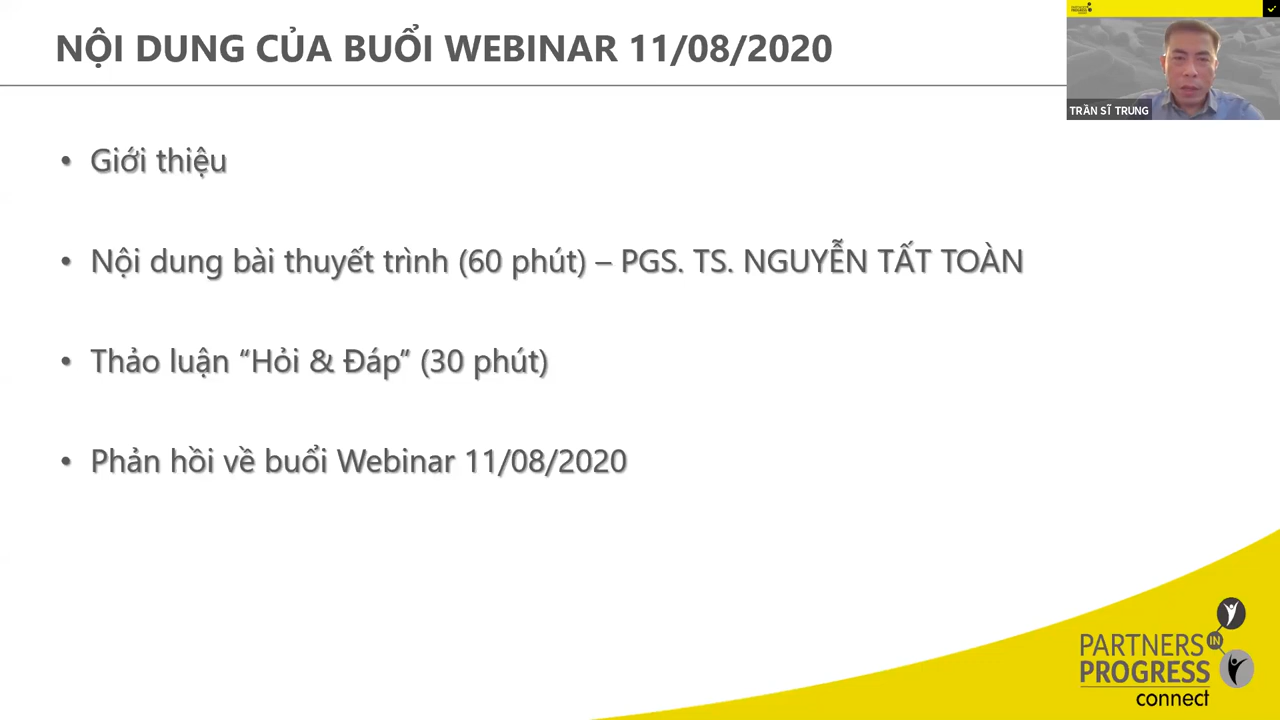 NỘI DUNG CỦA BUỔI WEBINAR 11/08/2020
TRẦN SĨ TRUNG
• Giới thiệu
• Nội dung bài thuyết trình (60 phút) – PGS. TS. NGUYỄN TẤT TOÀN
• Thảo luận “Hỏi & Đáp” (30 phút)
• Phản hồi về buổi Webinar 11/08/2020
PARTNERS IN
PROGRESS
connect